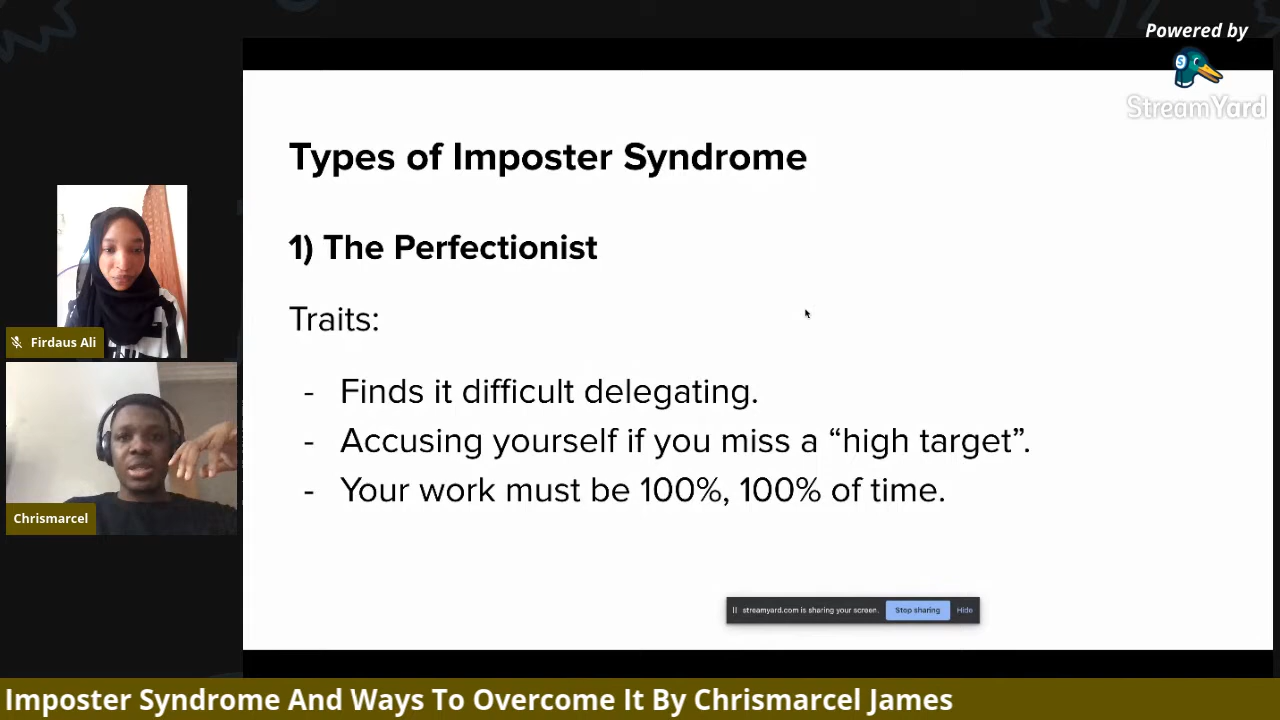 Powered by
StreamYard
Types of Imposter Syndrome
1) The Perfectionist
Traits:
- Finds it difficult delegating.
- Accusing yourself if you miss a “high target”.
- Your work must be 100%, 100% of time.
Firdaus Ali
Chrismarcel
streamyard.com is sharing your screen.
Stop sharing
Hide
Imposter Syndrome And Ways To Overcome It By Chrismarcel James